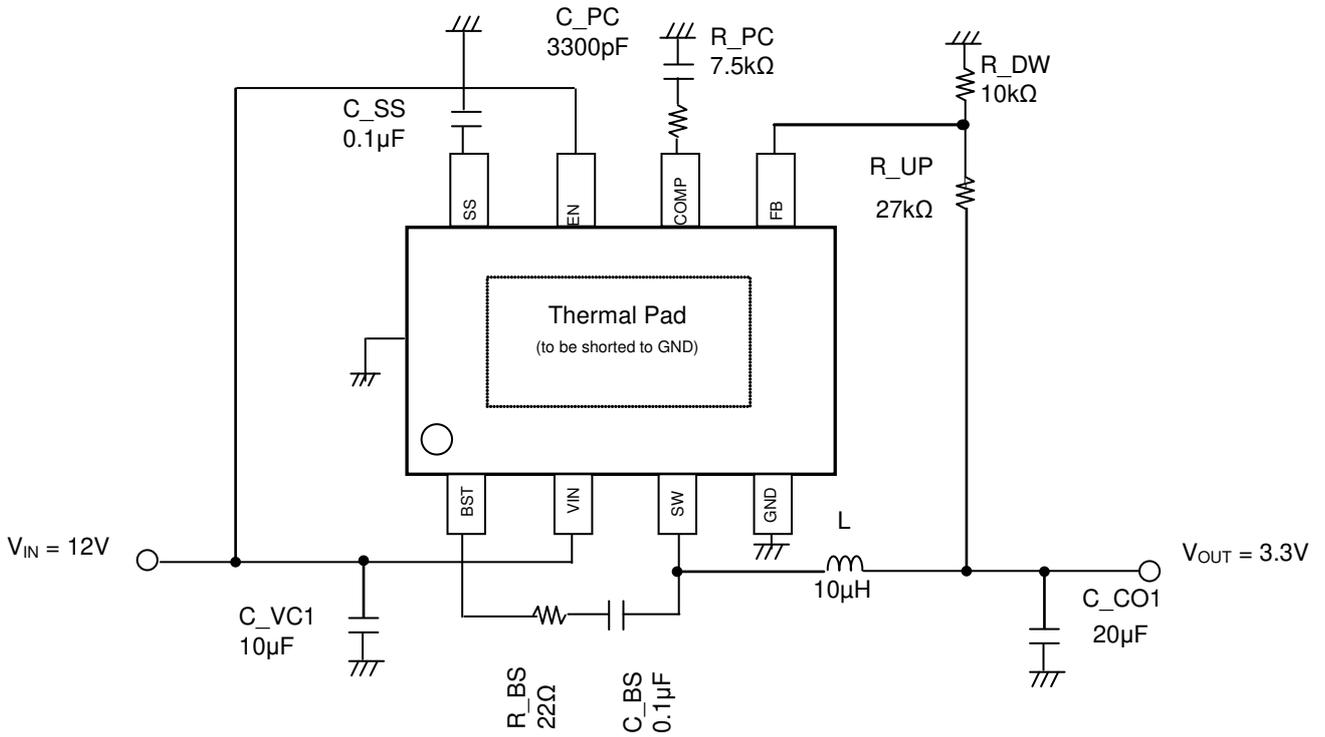 C_PC
3300pF
R_PC
7.5kΩ
R_DW
10kΩ
C_SS
0.1µF
R_UP
27kΩ
SS
EN
COMP
FB
Thermal Pad
(to be shorted to GND)
BST
VIN
SW
GND
L
10µH
VIN = 12V
VOUT = 3.3V
C_VC1
10µF
C_CO1
20µF
R_BS
22Ω
C_BS
0.1µF